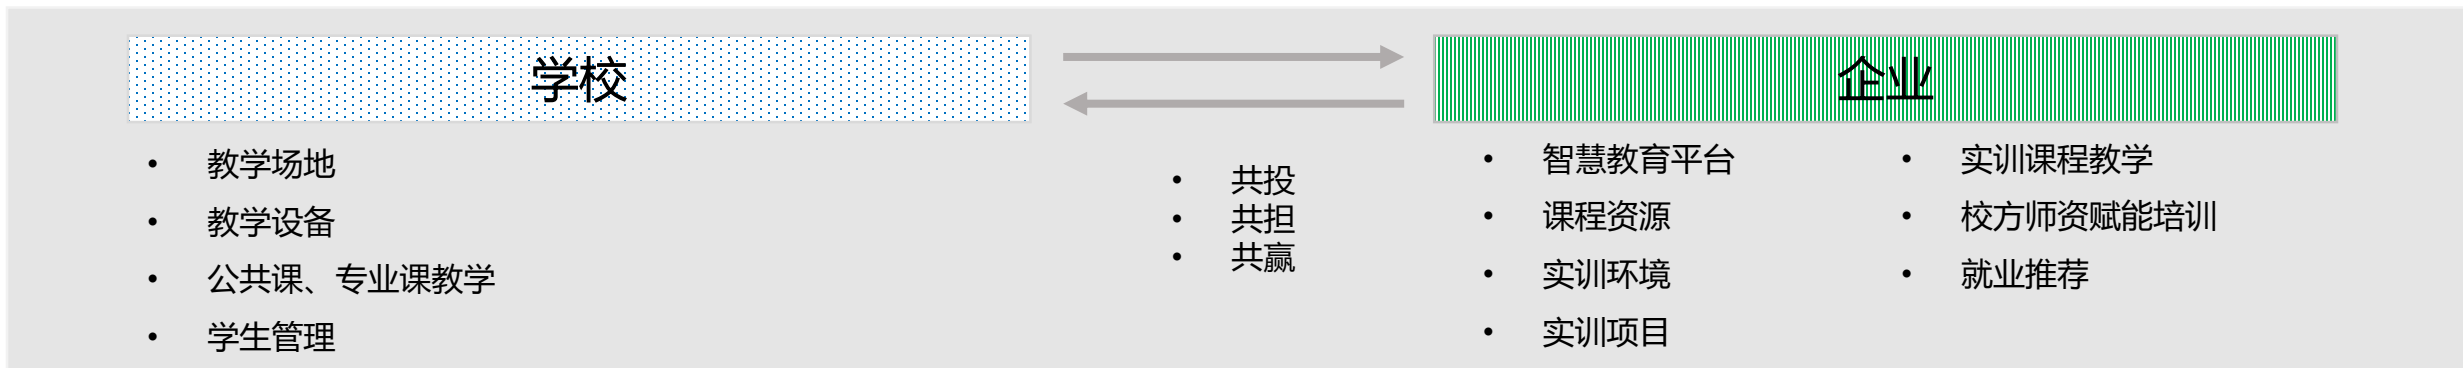 学校
• 教学场地
• 教学设备
• 公共课、专业课教学
• 学生管理
• 共投
• 共担
• 共赢
企业
• 智慧教育平台
• 课程资源
• 实训环境
• 实训项目
• 实训课程教学
• 校方师资赋能培训
• 就业推荐